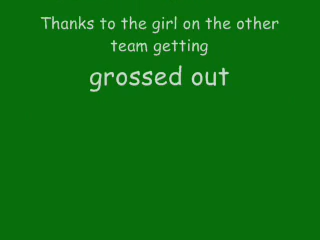 Thanks to the girl on the other
team getting
grossed out